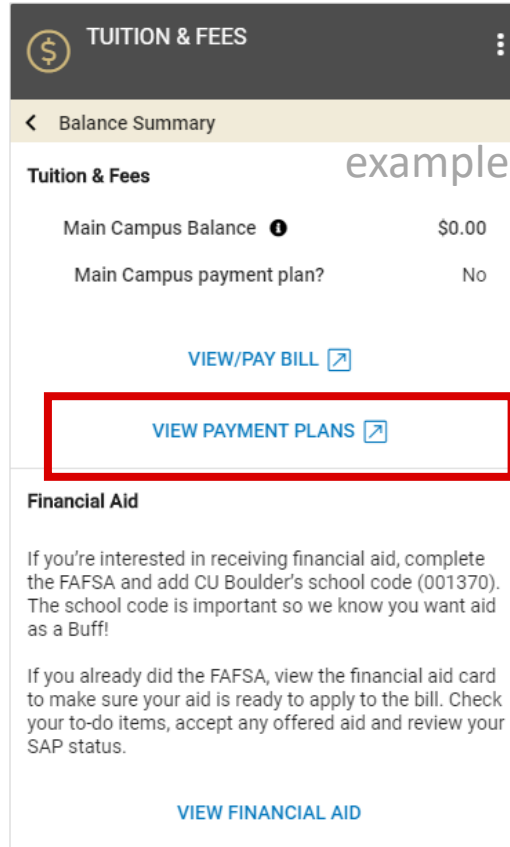 TUITION & FEES
Balance Summary
example
Tuition & Fees
Main Campus Balance $0.00
Main Campus payment plan? No
VIEW/PAY BILL
VIEW PAYMENT PLANS
Financial Aid
If you're interested in receiving financial aid, complete
the FAFSA and add CU Boulder's school code (001370).
The school code is important so we know you want aid
as a Buff!
If you already did the FAFSA, view the financial aid card
to make sure your aid is ready to apply to the bill. Check
your to-do items, accept any offered aid and review your
SAP status.
VIEW FINANCIAL AID